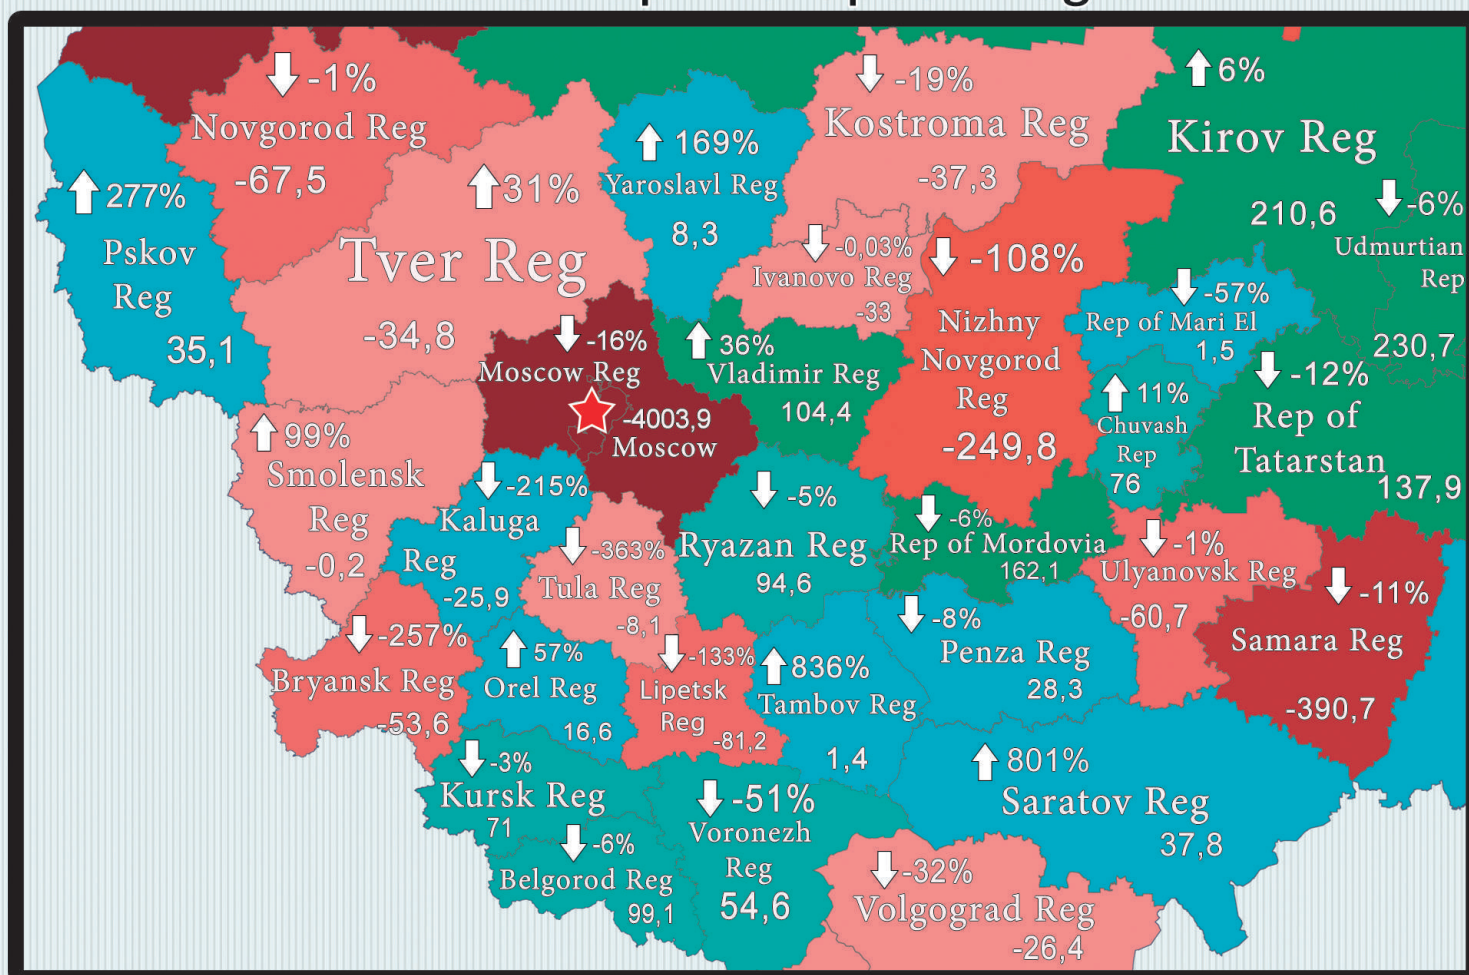 -1%
Novgorod Reg
-67,5
277%
Pskov
Reg
35,1
31%
Tver Reg
-34,8
169%
Yaroslavl Reg
8,3
-19%
Kostroma Reg
-37,3
6%
Kirov Reg
210,6
-6%
Udmurtian
Rep
230,7
-0,03%
Ivanovo Reg
-33
-108%
Nizhny
Novgorod
Reg
-249,8
-57%
Rep of Mari El
1,5
-16%
Moscow Reg
-4003,9
Moscow
36%
Vladimir Reg
104,4
11%
Chuvash
Rep
76
-12%
Rep of
Tatarstan
137,9
99%
Smolensk
Reg
-0,2
-215%
Kaluga
Reg
-25,9
-363%
Tula Reg
-8,1
-5%
Ryazan Reg
94,6
-6%
Rep of Mordovia
162,1
-1%
Ulyanovsk Reg
-60,7
-11%
Samara Reg
-390,7
-257%
Bryansk Reg
-53,6
57%
Orel Reg
16,6
-133%
Lipetsk
Reg
-81,2
836%
Tambov Reg
1,4
-8%
Penza Reg
28,3
801%
Saratov Reg
37,8
-3%
Kursk Reg
71
-6%
Belgorod Reg
99,1
-51%
Voronezh
Reg
54,6
-32%
Volgograd Reg
-26,4